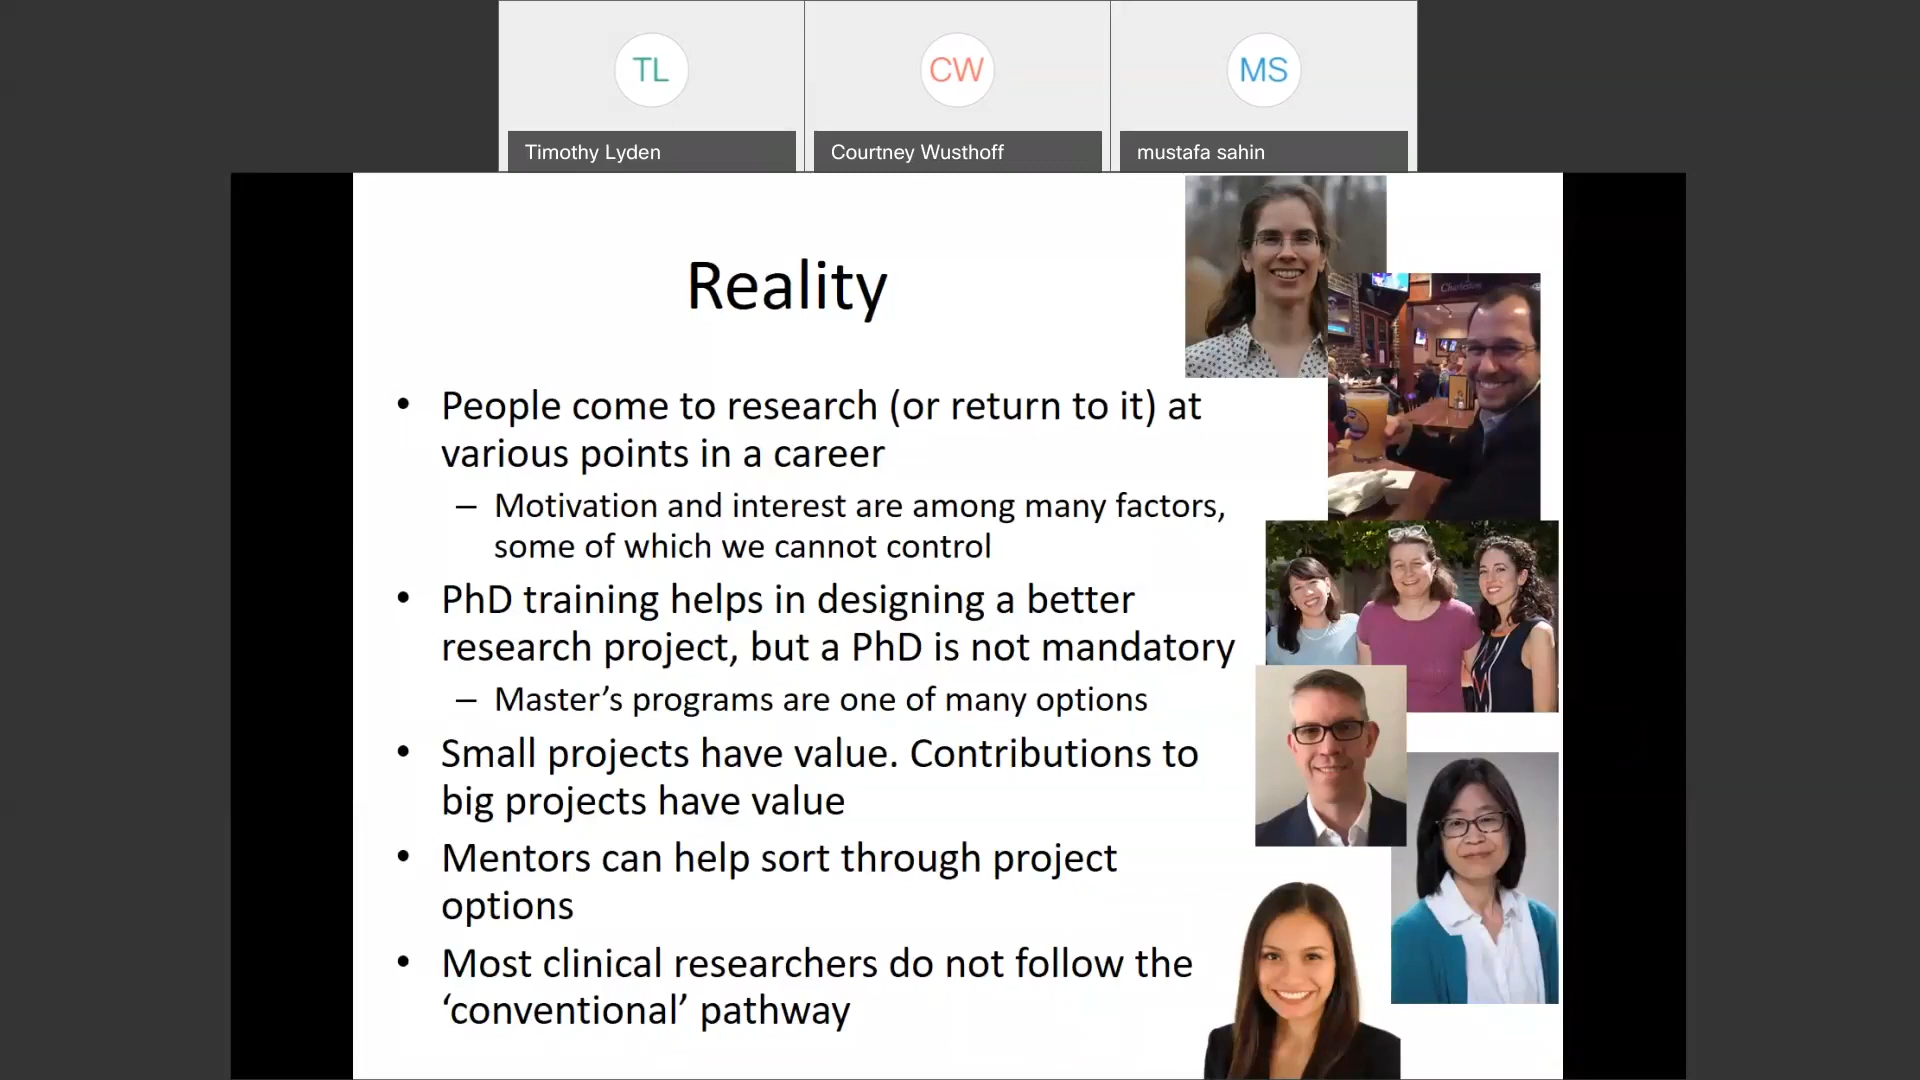 TL
CW
MS
Timothy Lyden
Courtney Wusthoff
mustafa sahin
Reality
Charleston
• People come to research (or return to it) at
various points in a career
– Motivation and interest are among many factors,
some of which we cannot control
• PhD training helps in designing a better
research project, but a PhD is not mandatory
– Master’s programs are one of many options
• Small projects have value. Contributions to
big projects have value
• Mentors can help sort through project
options
• Most clinical researchers do not follow the
‘conventional’ pathway